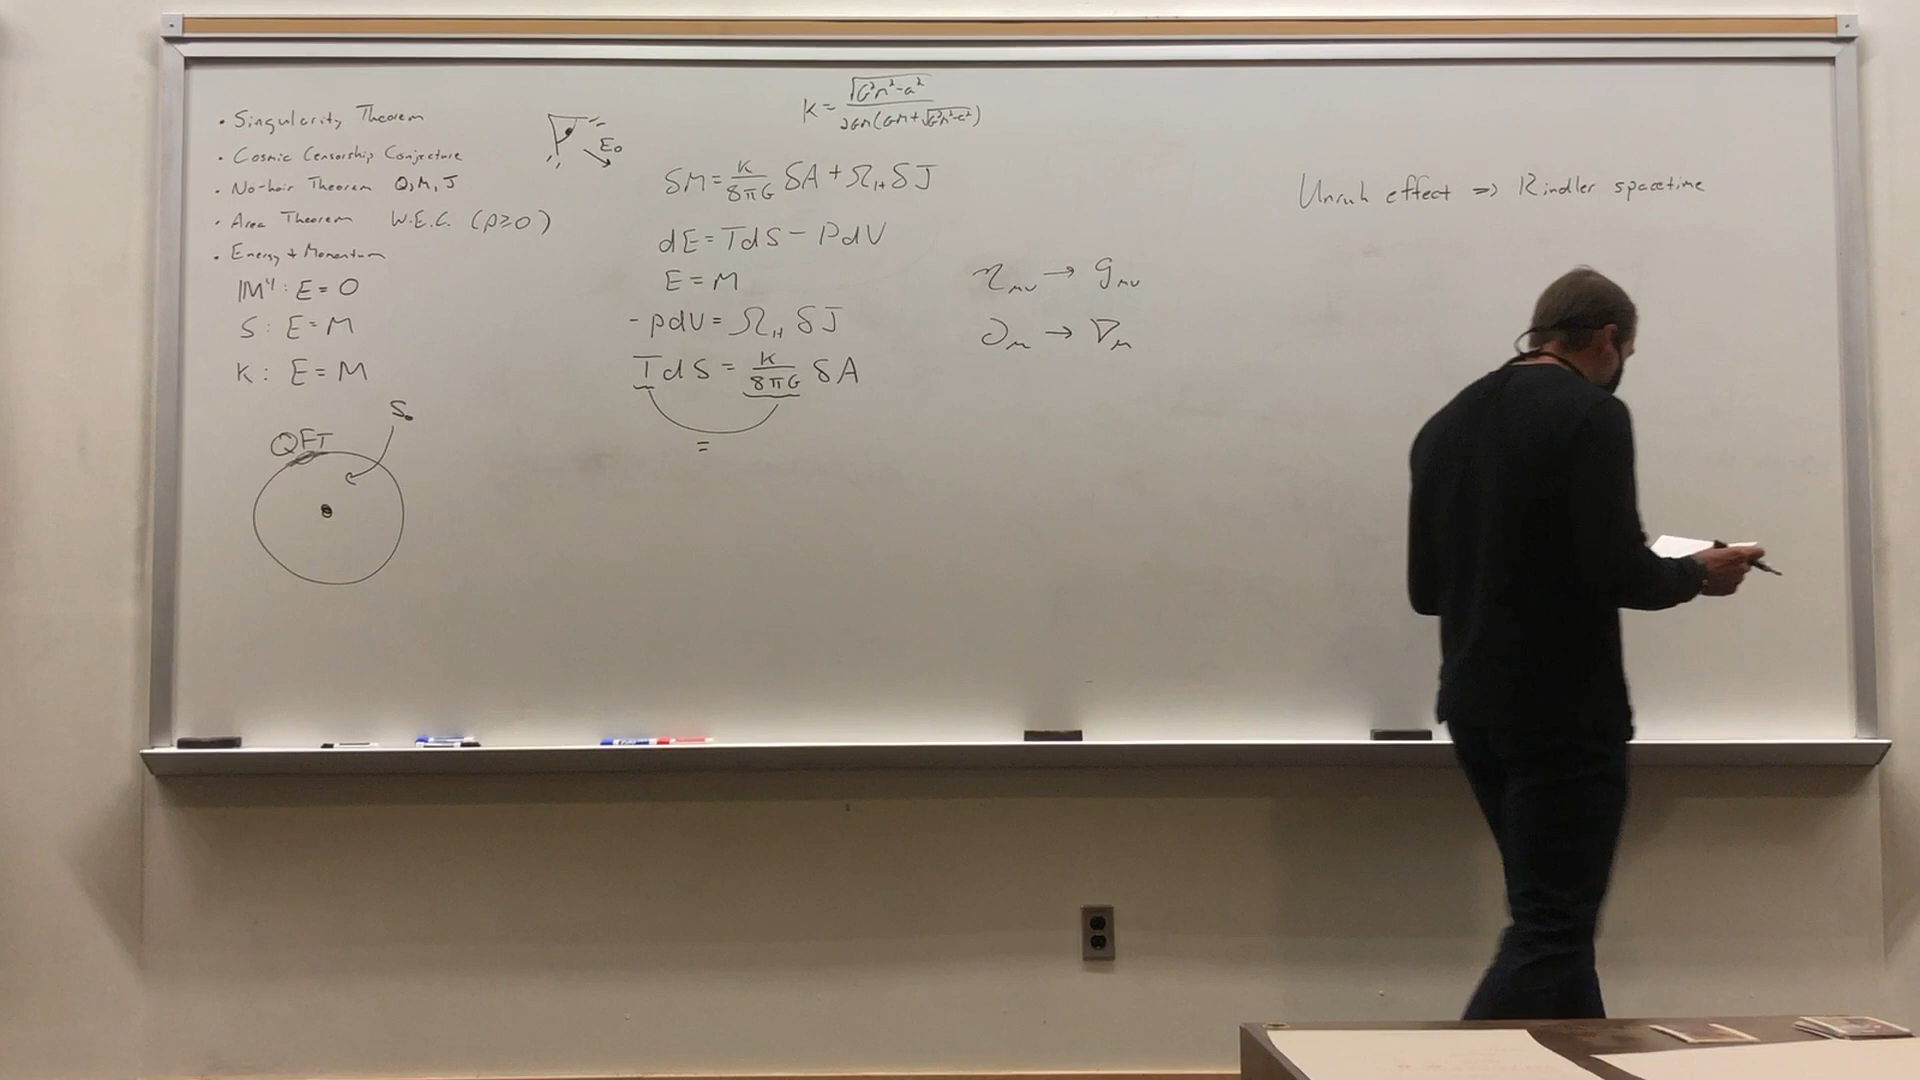 • Singularity Theorem
• Cosmic Censorship Conjecture
• No-hair Theorem Q, M, J
• Area Theorem W.E.C. (ρ≥0)
• Energy + Momentum
IM⁴: E = 0
S: E = M
K: E = M
S₀
QFT
E₀
K = √(G²M²-a²) / 2GM(GM+√(G²M²-a²))
δM = K/8πG δA + Ω_H δJ
dE = TdS - PdV
E = M
- pdV = Ω_H δJ
TdS = K/8πG δA
=
η_μν → g_μν
∂_μ → ∇_μ
Unruh effect => Rindler spacetime